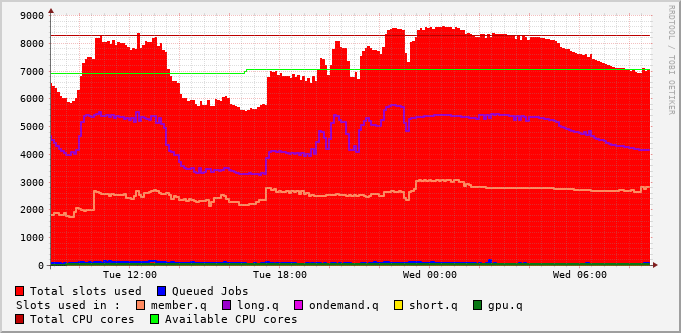 9000
8000
7000
6000
5000
4000
3000
2000
1000
0
Tue 12:00 Tue 18:00 Wed 00:00 Wed 06:00
RRDTOOL / TOBI OETIKER
Total slots used Queued Jobs
Slots used in : member.q long.q ondemand.q short.q gpu.q
Total CPU cores Available CPU cores